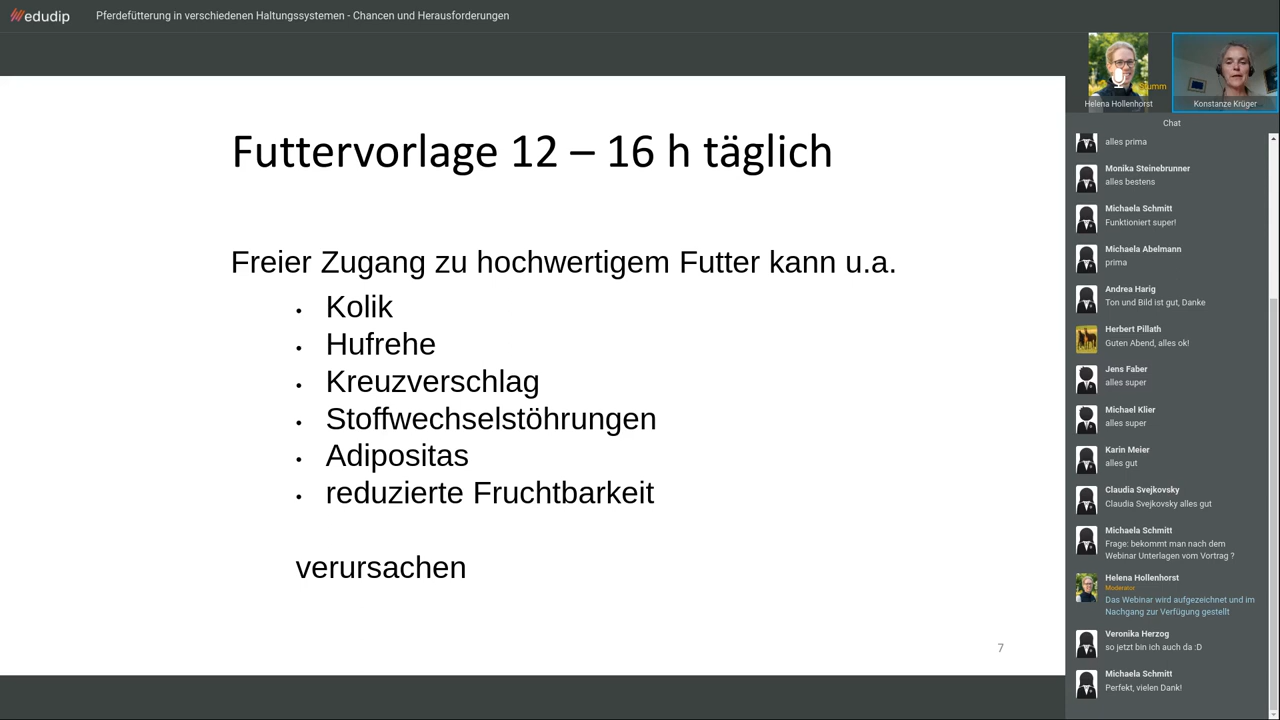 edudip
Pferdefütterung in verschiedenen Haltungssystemen - Chancen und Herausforderungen
Futtervorlage 12 – 16 h täglich
Freier Zugang zu hochwertigem Futter kann u.a.
• Kolik
• Hufrehe
• Kreuzverschlag
• Stoffwechselstöhrungen
• Adipositas
• reduzierte Fruchtbarkeit
verursachen
7
Helena Hollenhorst
Konstanze Krüger
Chat
alles prima
Monika Steinebrunner
alles bestens
Michaela Schmitt
Funktioniert super!
Michaela Abelmann
prima
Andrea Harig
Ton und Bild ist gut, Danke
Herbert Pillath
Guten Abend, alles ok!
Jens Faber
alles super
Michael Klier
alles super
Karin Meier
alles gut
Claudia Svejkovsky
Claudia Svejkovsky alles gut
Michaela Schmitt
Frage: bekommt man nach dem
Webinar Unterlagen vom Vortrag ?
Helena Hollenhorst
Moderator
Das Webinar wird aufgezeichnet und im
Nachgang zur Verfügung gestellt
Veronika Herzog
so jetzt bin ich auch da :D
Michaela Schmitt
Perfekt, vielen Dank!